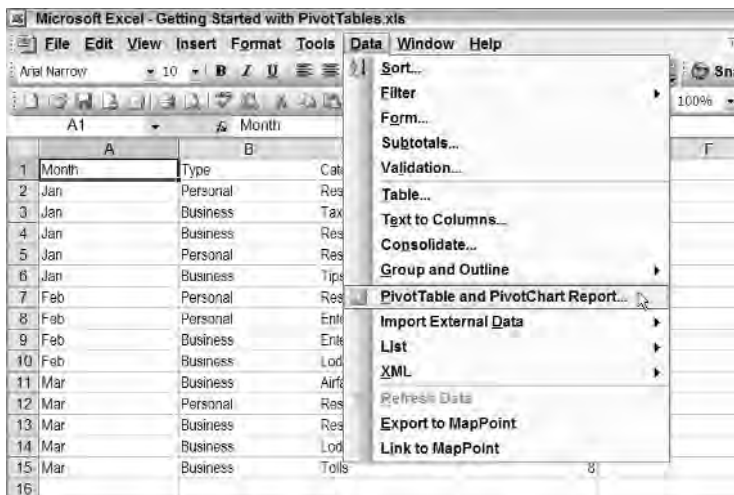 Microsoft Excel - Getting Started with PivotTables.xls
File Edit View Insert Format Tools Data Window Help
Arial Narrow 10 B I U
100%
A1 fx Month
A B F
1 Month Type
2 Jan Personal
3 Jan Business
4 Jan Business
5 Jan Personal
6 Jan Business
7 Feb Personal
8 Feb Personal
9 Feb Business
10 Feb Business
11 Mar Business
12 Mar Personal
13 Mar Business
14 Mar Business
15 Mar Business Tolls 8
16
Sort...
Filter
Form...
Subtotals...
Validation...
Table...
Text to Columns...
Consolidate...
Group and Outline
PivotTable and PivotChart Report...
Import External Data
List
XML
Refresh Data
Export to MapPoint
Link to MapPoint